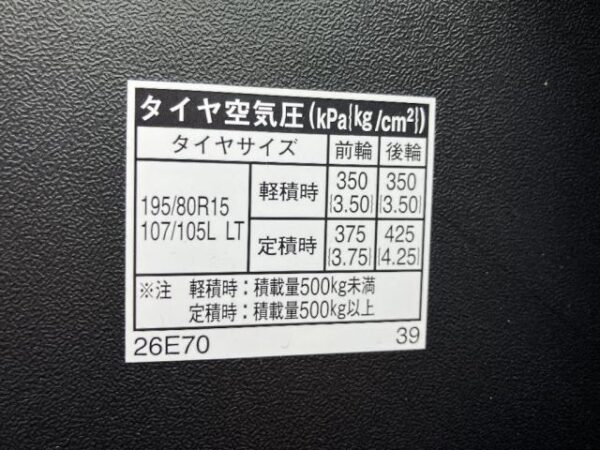 タイヤ空気圧(kPa{kg/cm²})
タイヤサイズ 前輪 後輪
195/80R15 107/105L LT 軽積時 350 {3.50} 350 {3.50}
定積時 375 {3.75} 425 {4.25}
※注 軽積時：積載量500kg未満
定積時：積載量500kg以上
26E70 39